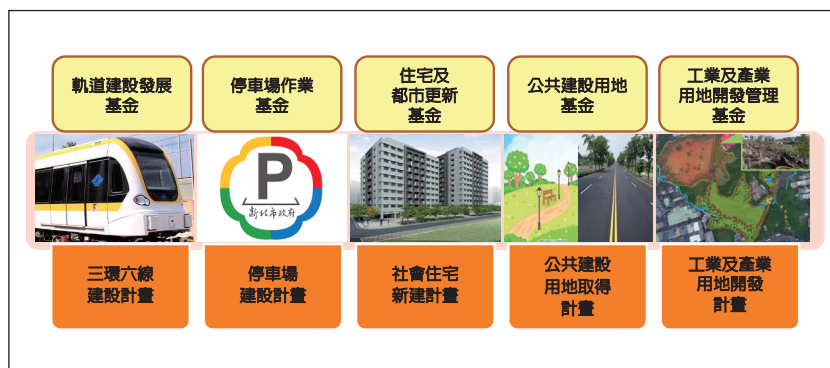 軌道建設發展
基金
停車場作業
基金
住宅及
都市更新
基金
公共建設用地
基金
工業及產業
用地開發管理
基金
P
新北市政府
三環六線
建設計畫
停車場
建設計畫
社會住宅
新建計畫
公共建設
用地取得
計畫
工業及產業
用地開發
計畫